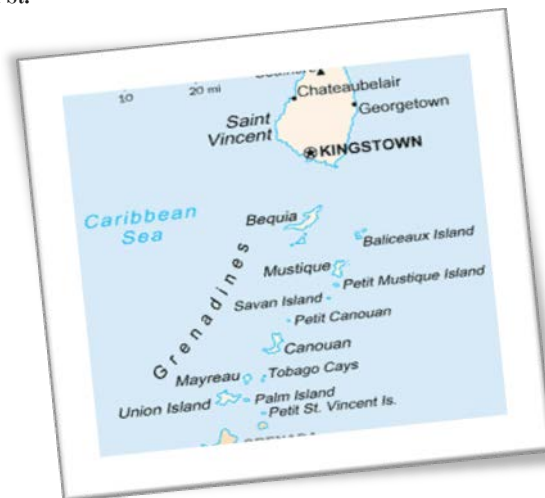 st.
10
20 mi
Chateaubelair
Georgetown
Saint
Vincent
KINGSTOWN
Caribbean
Sea
Bequia
Baliceaux Island
Grenadines
Mustique
Petit Mustique Island
Savan Island
Petit Canouan
Canouan
Mayreau
Tobago Cays
Union Island
Palm Island
Petit St. Vincent Is.